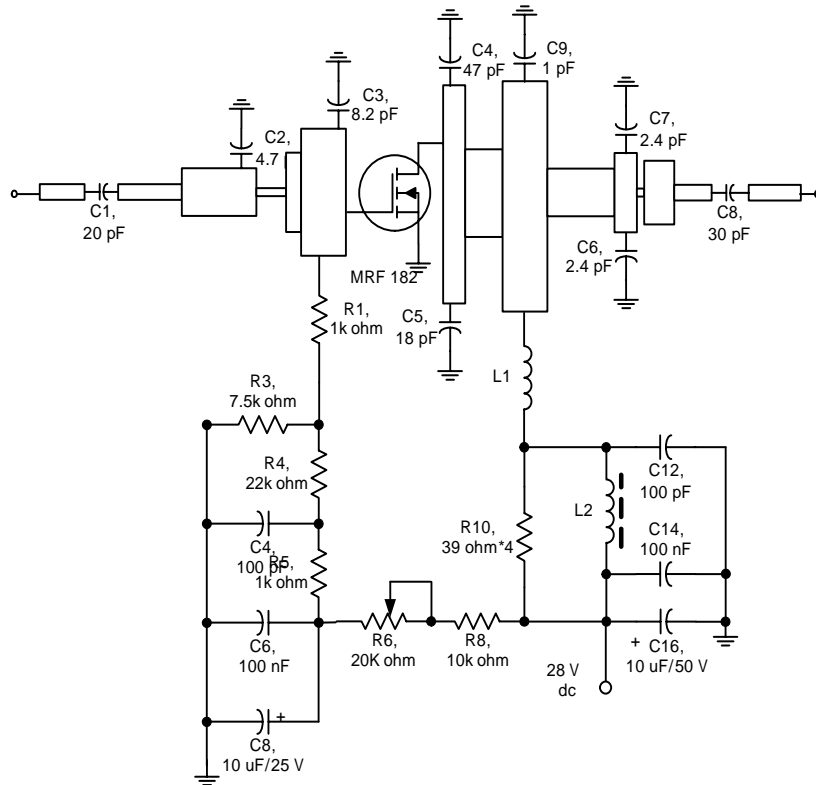 C4,
47 pF
C9,
1 pF
C3,
8.2 pF
C7,
2.4 pF
C2,
4.7
C1,
20 pF
C8,
30 pF
C6,
2.4 pF
MRF 182
R1,
1k ohm
C5,
18 pF
L1
R3,
7.5k ohm
R4,
22k ohm
C12,
100 pF
L2
R10,
39 ohm*4
C14,
100 nF
C4,
100 pF
R5,
1k ohm
C6,
100 nF
R6,
20K ohm
R8,
10k ohm
+
C16,
10 uF/50 V
28 V
dc
+
C8,
10 uF/25 V